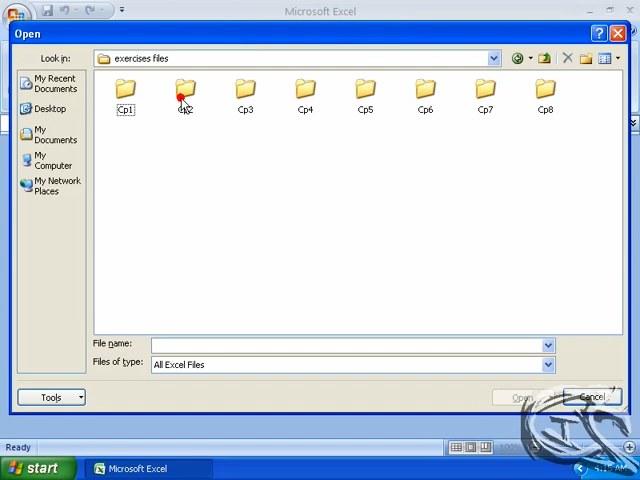 Microsoft Excel
Open
Look in:
exercises files
My Recent
Documents
Desktop
My
Documents
My
Computer
My Network
Places
Cp1
Cp2
Cp3
Cp4
Cp5
Cp6
Cp7
Cp8
File name:
Files of type:
All Excel Files
Tools
Open
Cancel
Ready
100%
start
Microsoft Excel